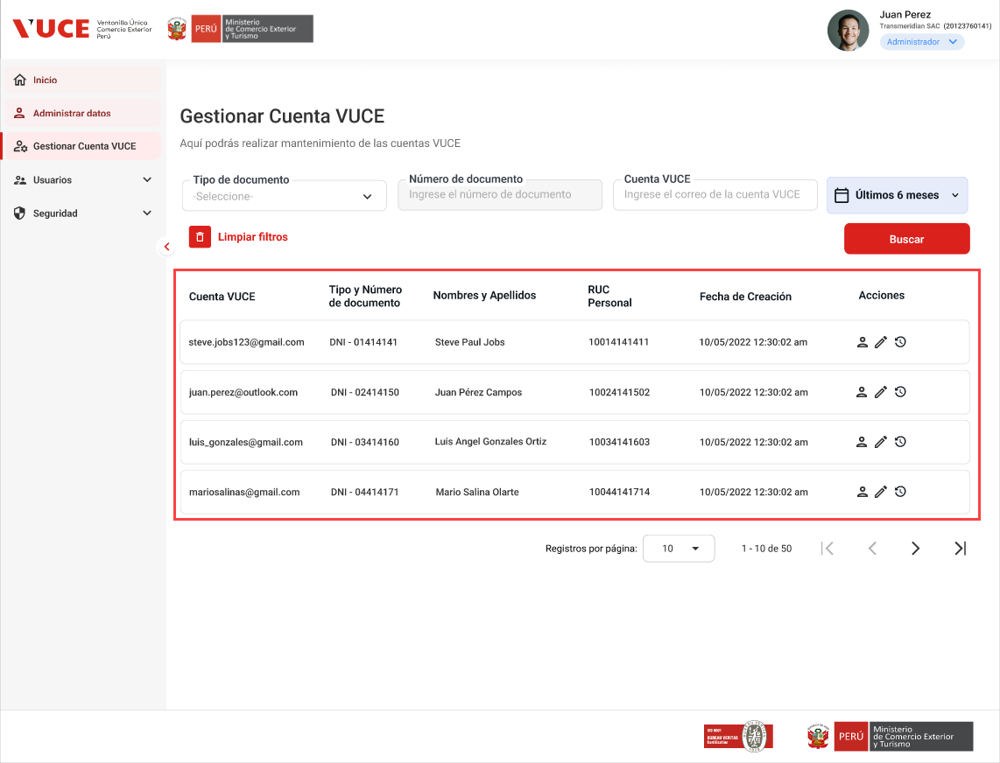 VUCE
Ventanilla Única
Comercio Exterior
Perú
PERÚ
Ministerio
de Comercio Exterior
y Turismo
Juan Perez
Transmeridian SAC (20123760141)
Administrador
Inicio
Administrar datos
Gestionar Cuenta VUCE
Usuarios
Seguridad
Gestionar Cuenta VUCE
Aquí podrás realizar mantenimiento de las cuentas VUCE
Tipo de documento
-Seleccione-
Número de documento
Ingrese el número de documento
Cuenta VUCE
Ingrese el correo de la cuenta VUCE
Últimos 6 meses
Limpiar filtros
Buscar
Cuenta VUCE
Tipo y Número
de documento
Nombres y Apellidos
RUC
Personal
Fecha de Creación
Acciones
steve.jobs123@gmail.com DNI - 01414141 Steve Paul Jobs 10014141411 10/05/2022 12:30:02 am
juan.perez@outlook.com DNI - 02414150 Juan Pérez Campos 10024141502 10/05/2022 12:30:02 am
luis_gonzales@gmail.com DNI - 03414160 Luis Angel Gonzales Ortiz 10034141603 10/05/2022 12:30:02 am
mariosalinas@gmail.com DNI - 04414171 Mario Salina Olarte 10044141714 10/05/2022 12:30:02 am
Registros por página: 10 1 - 10 de 50
ISO 9001
BUREAU VERITAS
Certification
PERÚ
Ministerio
de Comercio Exterior
y Turismo